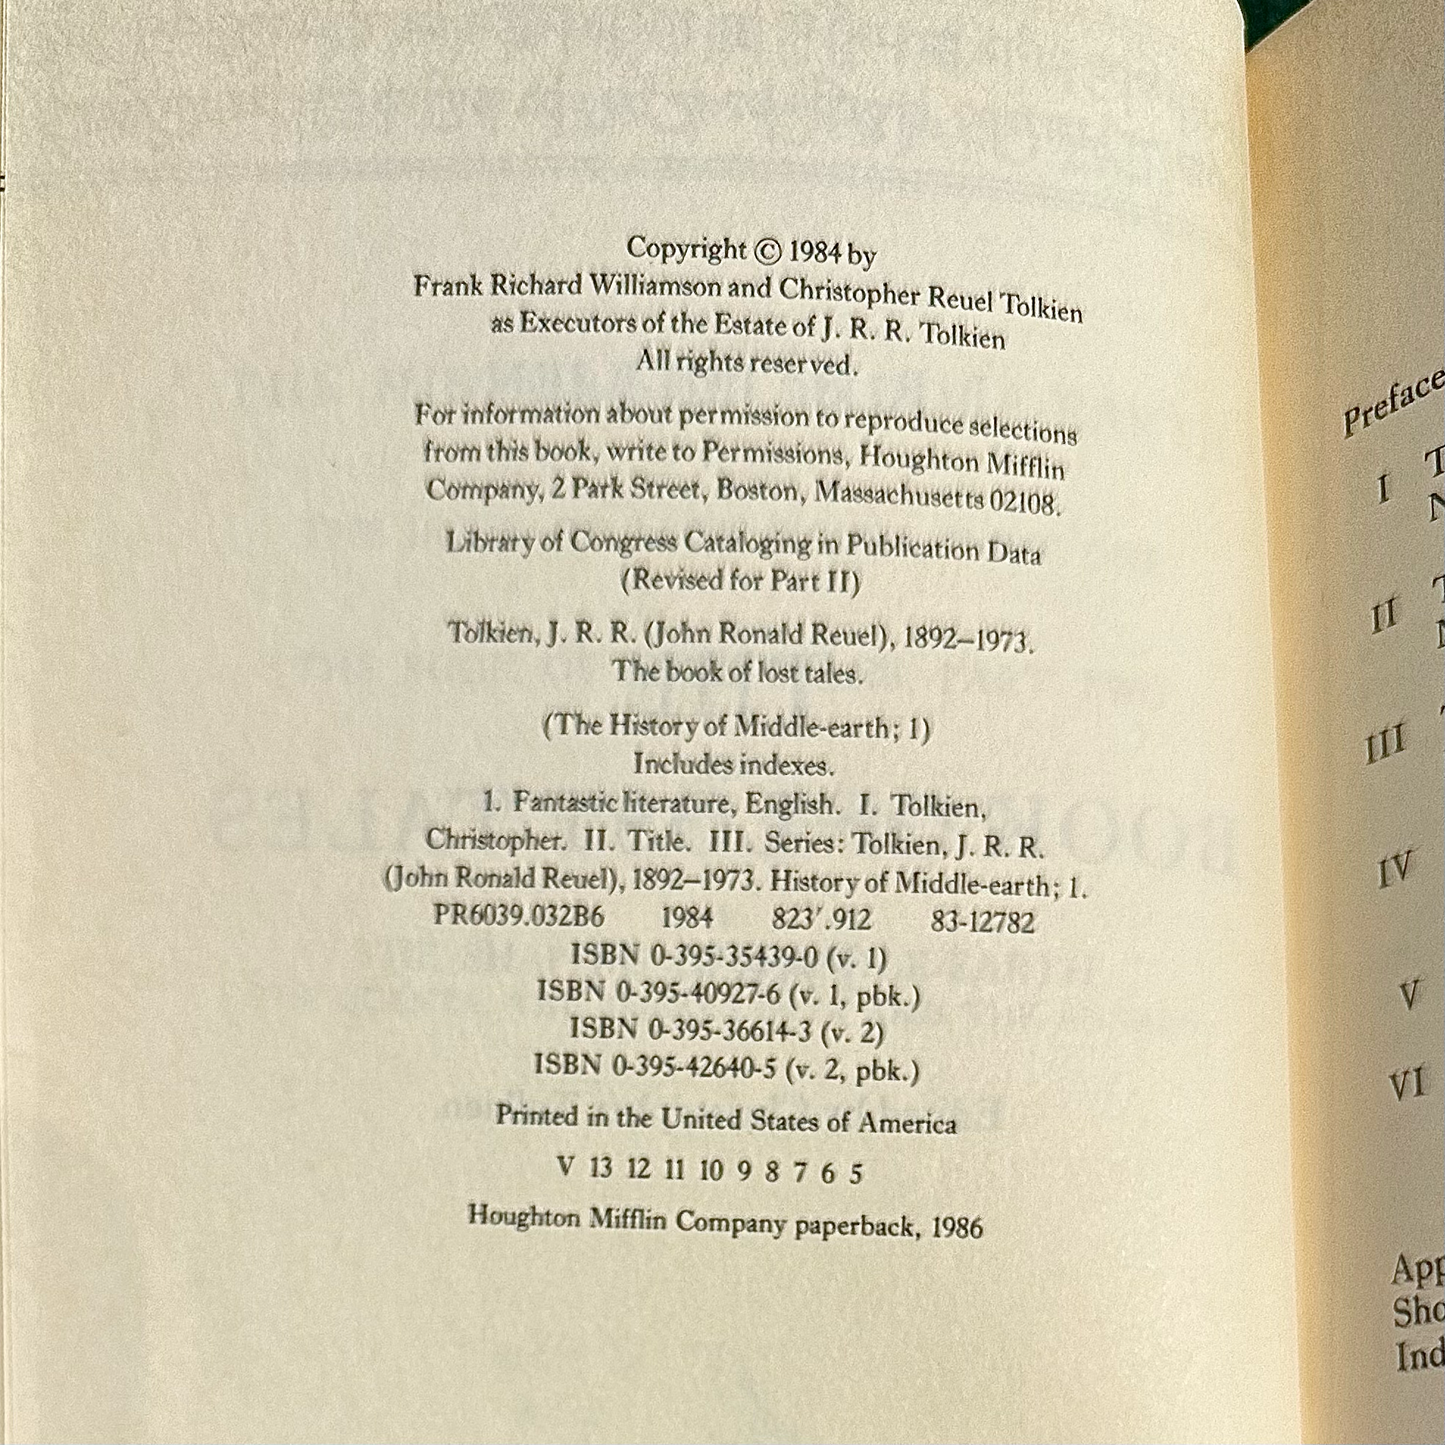 Copyright © 1984 by
Frank Richard Williamson and Christopher Reuel Tolkien
as Executors of the Estate of J. R. R. Tolkien
All rights reserved.
For information about permission to reproduce selections
from this book, write to Permissions, Houghton Mifflin
Company, 2 Park Street, Boston, Massachusetts 02108.
Library of Congress Cataloging in Publication Data
(Revised for Part II)
Tolkien, J. R. R. (John Ronald Reuel), 1892–1973.
The book of lost tales.
(The History of Middle-earth; 1)
Includes indexes.
1. Fantastic literature, English. I. Tolkien,
Christopher. II. Title. III. Series: Tolkien, J. R. R.
(John Ronald Reuel), 1892–1973. History of Middle-earth; 1.
PR6039.032B6 1984 823′.912 83-12782
ISBN 0-395-35439-0 (v. 1)
ISBN 0-395-40927-6 (v. 1, pbk.)
ISBN 0-395-36614-3 (v. 2)
ISBN 0-395-42640-5 (v. 2, pbk.)
Printed in the United States of America
V 13 12 11 10 9 8 7 6 5
Houghton Mifflin Company paperback, 1986
Preface
I
II
III
IV
V
VI